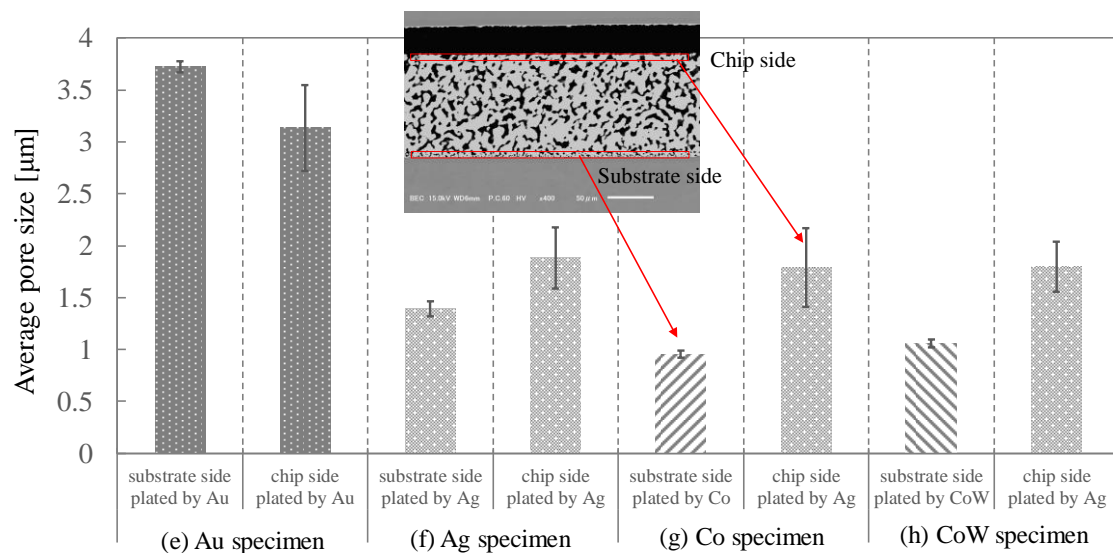 Average pore size [μm]
4
3.5
3
2.5
2
1.5
1
0.5
0
Chip side
Substrate side
BEC 15.0kV WD6mm P.C.60 HV x400 50μm
substrate side
plated by Au
chip side
plated by Au
substrate side
plated by Ag
chip side
plated by Ag
substrate side
plated by Co
chip side
plated by Ag
substrate side
plated by CoW
chip side
plated by Ag
(e) Au specimen
(f) Ag specimen
(g) Co specimen
(h) CoW specimen